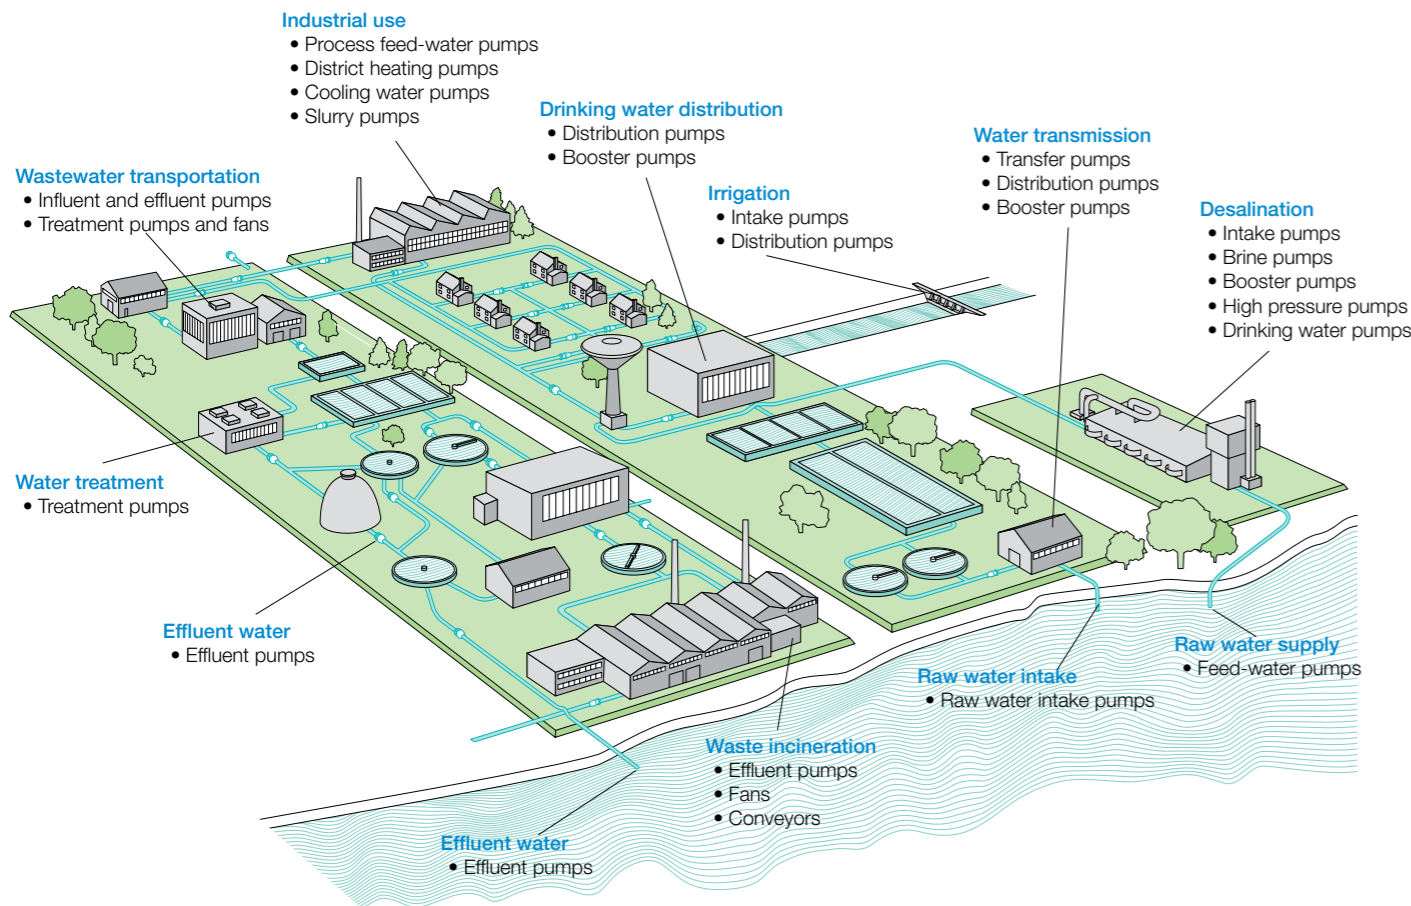 Industrial use
• Process feed-water pumps
• District heating pumps
• Cooling water pumps
• Slurry pumps
Drinking water distribution
• Distribution pumps
• Booster pumps
Water transmission
• Transfer pumps
• Distribution pumps
• Booster pumps
Wastewater transportation
• Influent and effluent pumps
• Treatment pumps and fans
Irrigation
• Intake pumps
• Distribution pumps
Desalination
• Intake pumps
• Brine pumps
• Booster pumps
• High pressure pumps
• Drinking water pumps
Water treatment
• Treatment pumps
Effluent water
• Effluent pumps
Raw water supply
• Feed-water pumps
Raw water intake
• Raw water intake pumps
Waste incineration
• Effluent pumps
• Fans
• Conveyors
Effluent water
• Effluent pumps